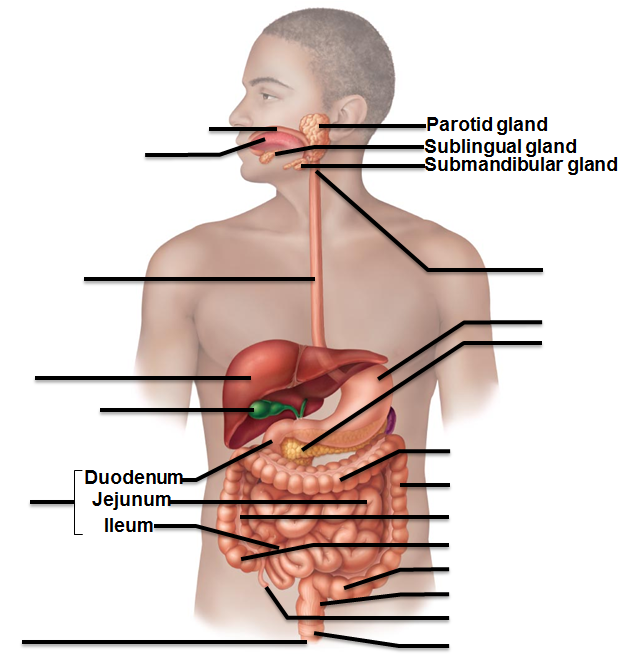 Parotid gland
Sublingual gland
Submandibular gland
Duodenum
Jejunum
Ileum